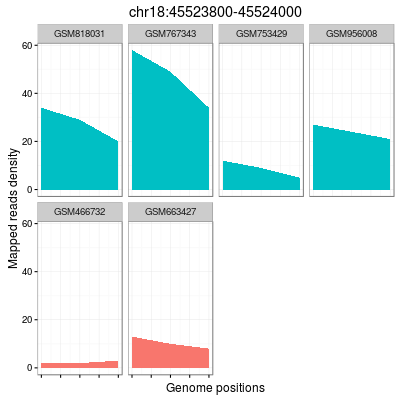 chr18:45523800-45524000
GSM818031 GSM767343 GSM753429 GSM956008
60
40
20
0
Mapped reads density
GSM466732 GSM663427
60
40
20
0
Genome positions